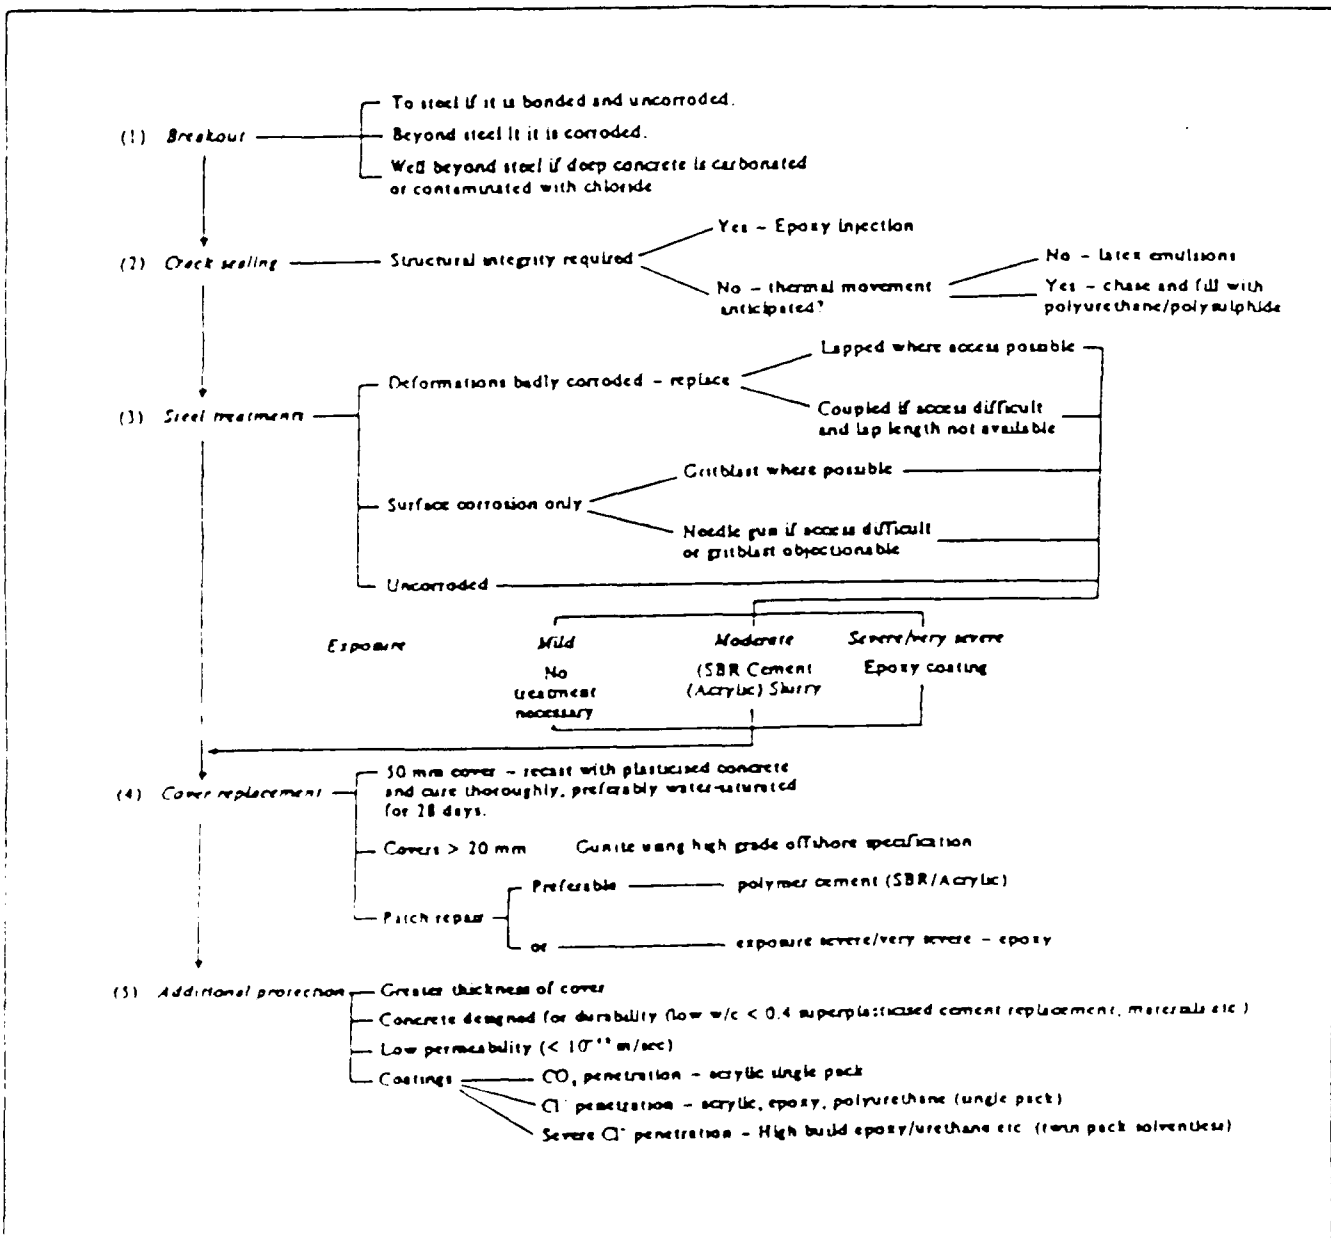 To steel if it is bonded and uncorroded.
(1) Breakout
Beyond steel It it is corroded.
Well beyond steel if deep concrete is carbonated
or contaminated with chloride
Yes – Epoxy injection
(2) Crack sealing
Structural integrity required
No – latex emulsions
No – thermal movement
anticipated?
Yes – chase and fill with
polyurethane/polysulphide
Lapped where access possible
Deformations badly corroded – replace
(3) Steel treatments
Coupled if access difficult
and lap length not available
Gritblast where possible
Surface corrosion only
Needle gun if access difficult
or gritblast objectionable
Uncorroded
Exposure
Mild
Moderate
Severe/very severe
No
treatment
necessary
(SBR Cement
(Acrylic) Slurry
Epoxy coating
50 mm cover – recast with plasticised concrete
and cure thoroughly, preferably water-saturated
for 28 days.
(4) Cover replacement
Covers > 20 mm Gunite using high grade offshore specification
Preferable polymer cement (SBR/Acrylic)
Patch repair
or exposure severe/very severe – epoxy
(5) Additional protection
Greater thickness of cover
Concrete designed for durability (low w/c < 0.4 superplasticised cement replacement, materials etc.)
Low permeability (< m/sec)
Coatings
CO₂ penetration – acrylic single pack
Cl⁻ penetration – acrylic, epoxy, polyurethane (single pack)
Severe Cl⁻ penetration – High build epoxy/urethane etc (twin pack solventless)